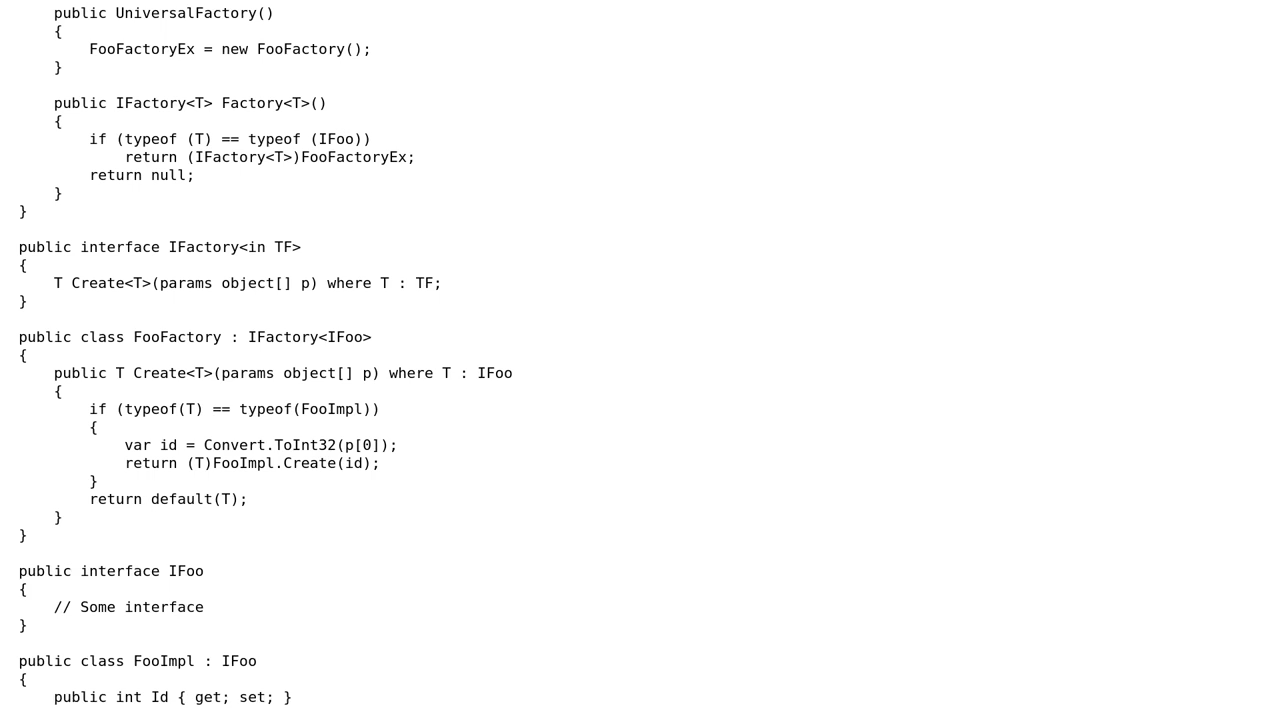 public UniversalFactory()
{
FooFactoryEx = new FooFactory();
}
public IFactory<T> Factory<T>()
{
if (typeof (T) == typeof (IFoo))
return (IFactory<T>)FooFactoryEx;
return null;
}
}
public interface IFactory<in TF>
{
T Create<T>(params object[] p) where T : TF;
}
public class FooFactory : IFactory<IFoo>
{
public T Create<T>(params object[] p) where T : IFoo
{
if (typeof(T) == typeof(FooImpl))
{
var id = Convert.ToInt32(p[0]);
return (T)FooImpl.Create(id);
}
return default(T);
}
}
public interface IFoo
{
// Some interface
}
public class FooImpl : IFoo
{
public int Id { get; set; }